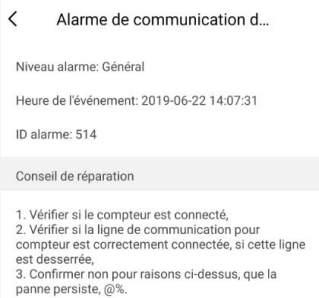 Alarme de communication d...
Niveau alarme: Général
Heure de l'événement: 2019-06-22 14:07:31
ID alarme: 514
Conseil de réparation
1. Vérifier si le compteur est connecté,
2. Vérifier si la ligne de communication pour
compteur est correctement connectée, si cette ligne
est desserrée,
3. Confirmer non pour raisons ci-dessus, que la
panne persiste, @%.